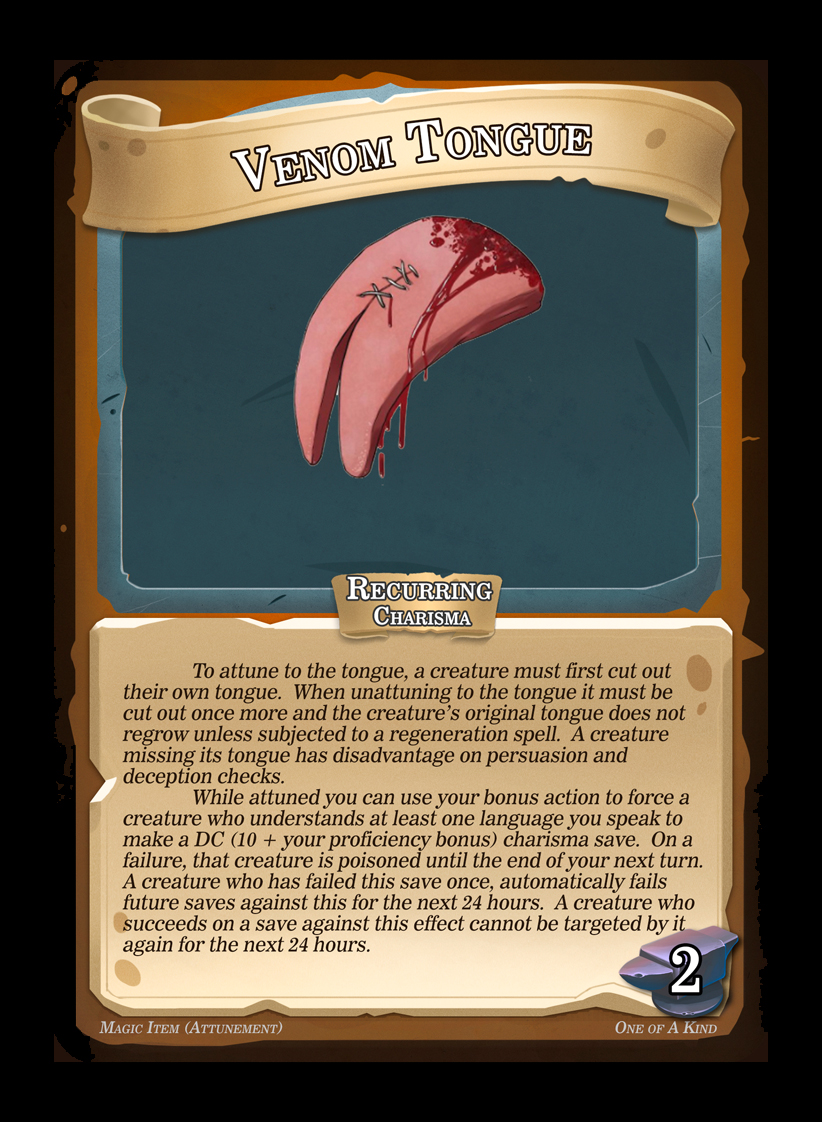 Venom Tongue
Recurring
Charisma
To attune to the tongue, a creature must first cut out
their own tongue. When unattuning to the tongue it must be
cut out once more and the creature's original tongue does not
regrow unless subjected to a regeneration spell. A creature
missing its tongue has disadvantage on persuasion and
deception checks.
While attuned you can use your bonus action to force a
creature who understands at least one language you speak to
make a DC (10 + your proficiency bonus) charisma save. On a
failure, that creature is poisoned until the end of your next turn.
A creature who has failed this save once, automatically fails
future saves against this for the next 24 hours. A creature who
succeeds on a save against this effect cannot be targeted by it
again for the next 24 hours.
2
Magic Item (Attunement)
One of A Kind